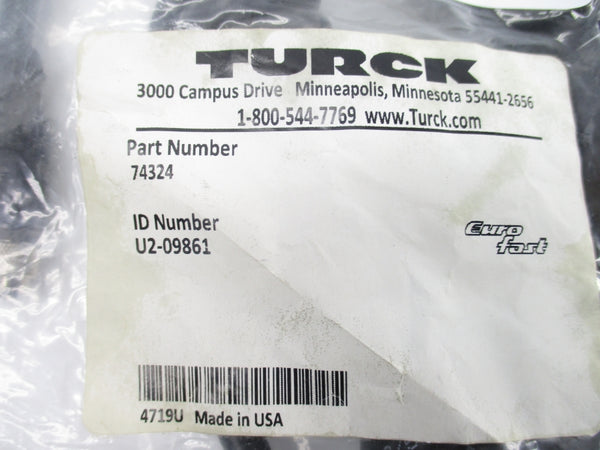 TURCK
3000 Campus Drive Minneapolis, Minnesota 55441-2656
1-800-544-7769 www.Turck.com
Part Number
74324
ID Number
U2-09861
Euro
fast
4719U Made in USA